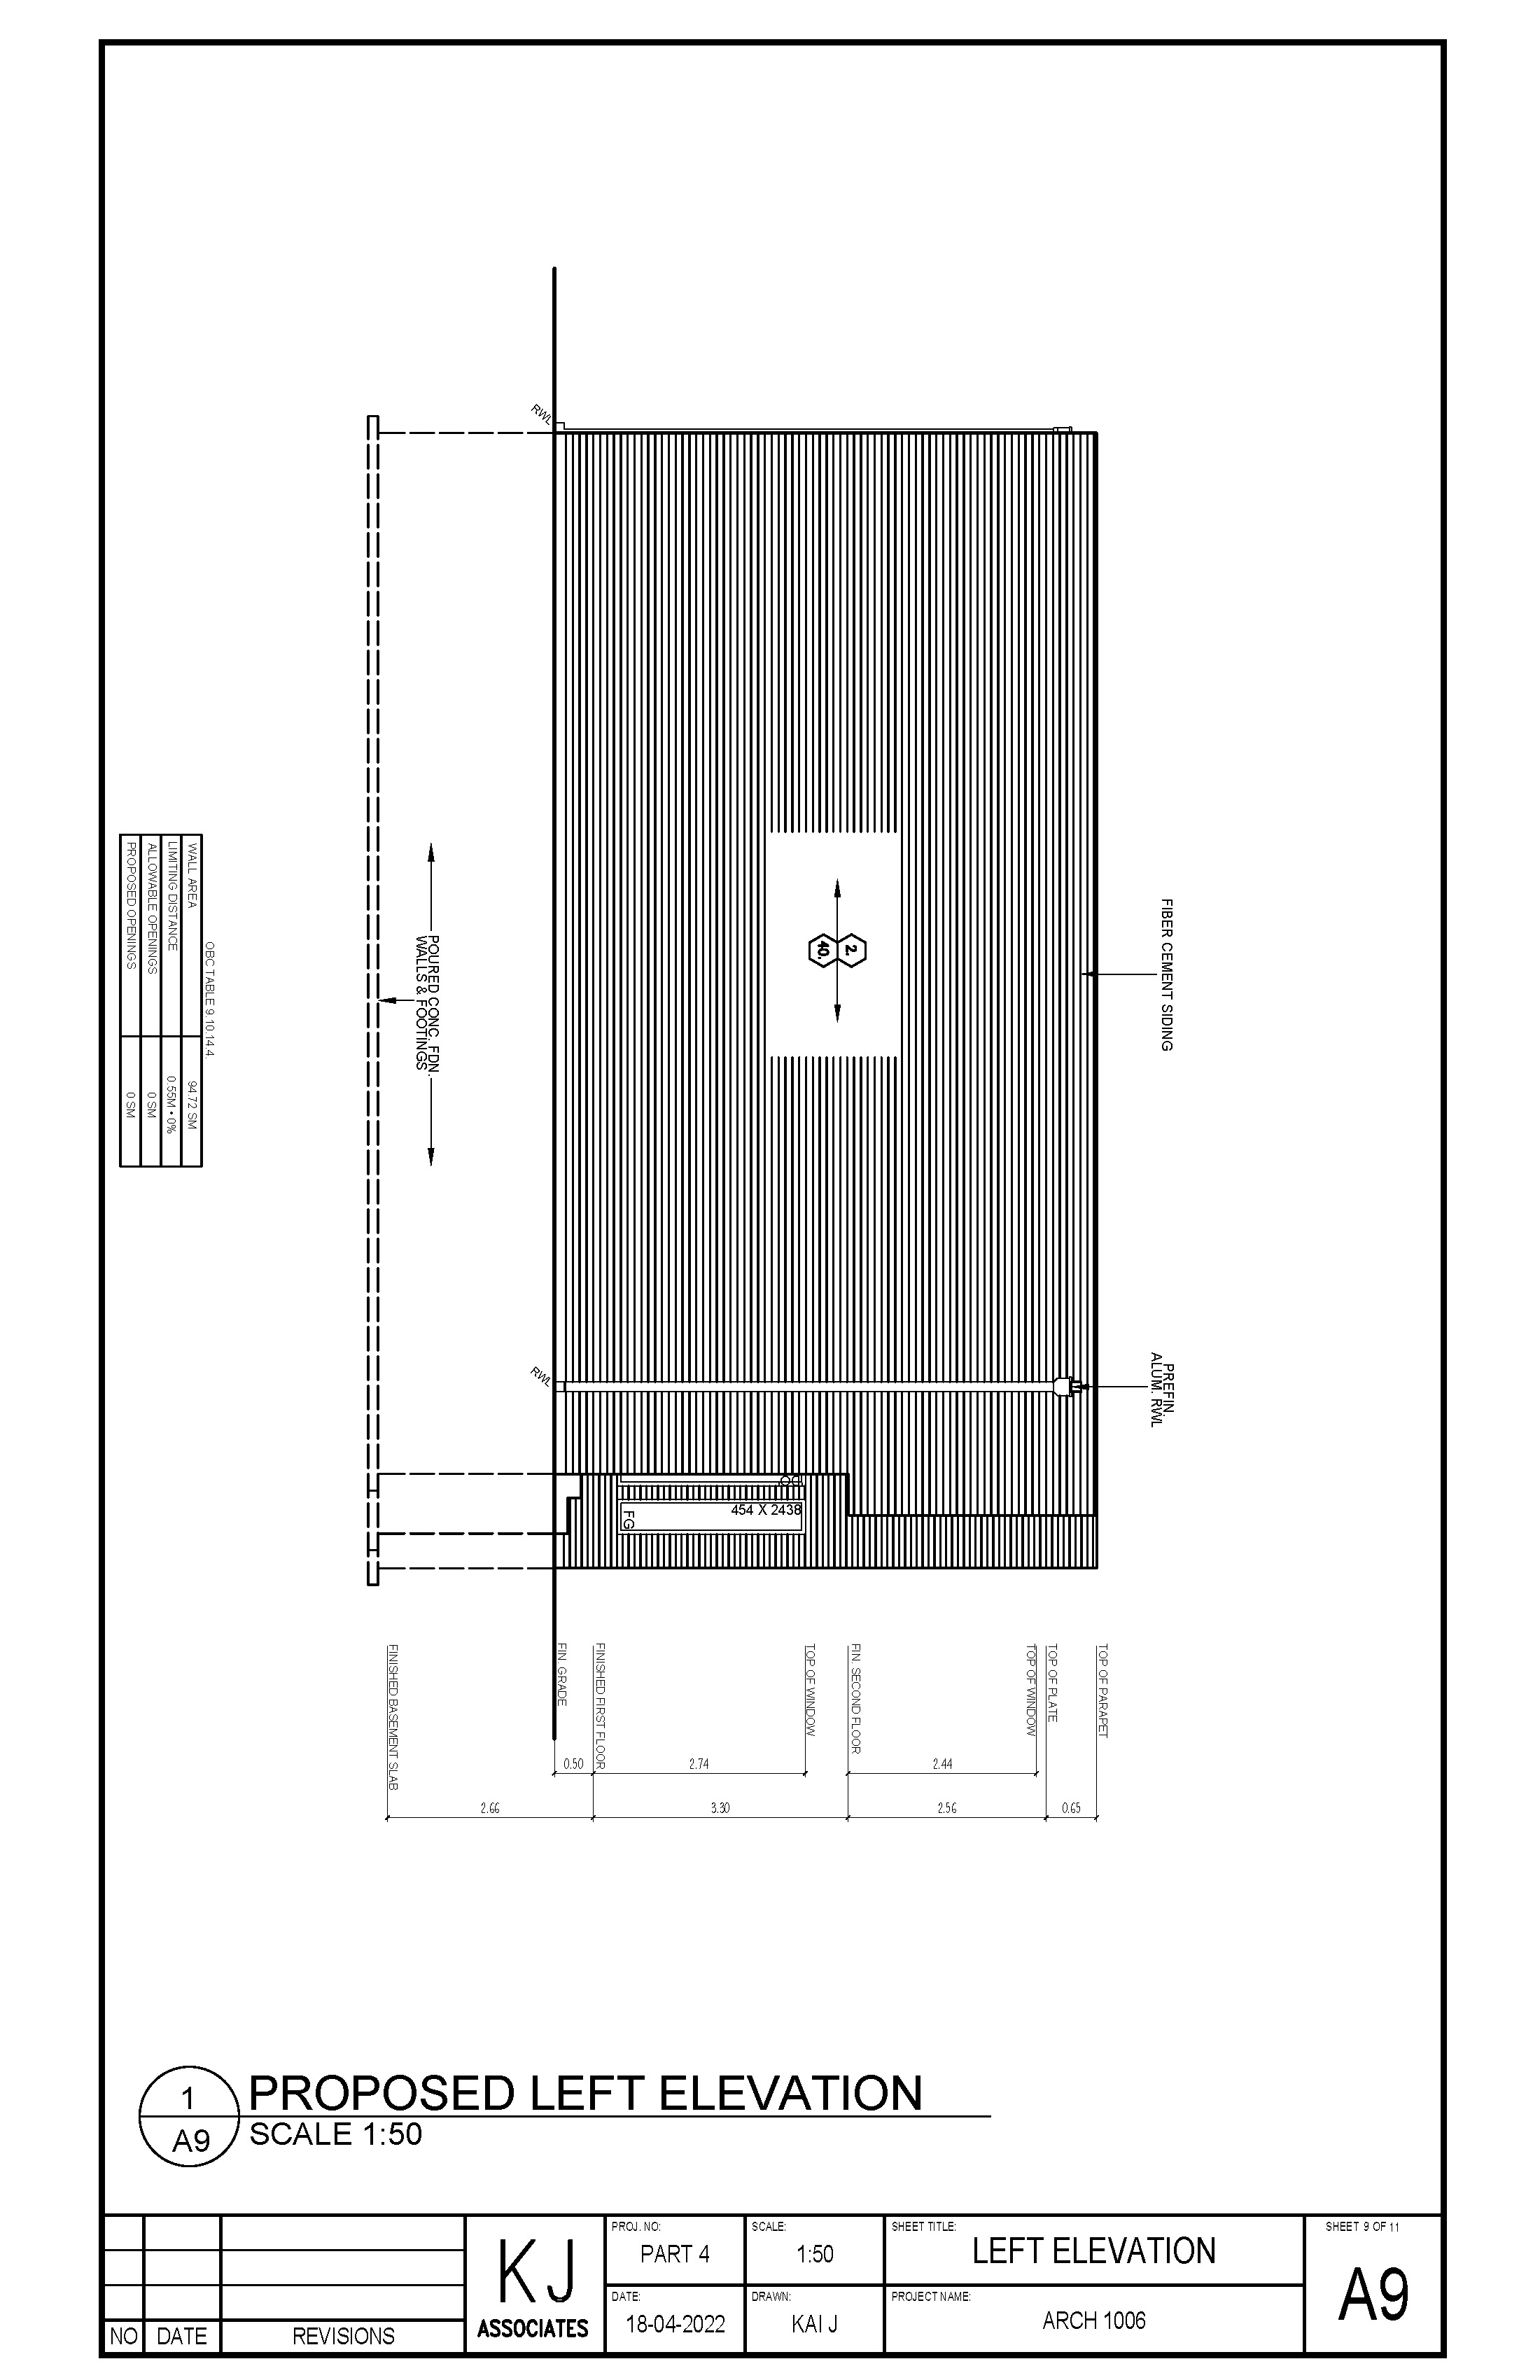 FIBER CEMENT SIDING
PREFIN.
ALUM. RWL
RWL
RWL
2.
40.
454 X 2438
FG
POURED CONC. FDN.
WALLS & FOOTINGS
OBC TABLE 9.10.14.4.
WALL AREA 94.72 SM
LIMITING DISTANCE 0.55M • 0%
ALLOWABLE OPENINGS 0 SM
PROPOSED OPENINGS 0 SM
TOP OF PARAPET
TOP OF PLATE
TOP OF WINDOW
FIN. SECOND FLOOR
TOP OF WINDOW
FINISHED FIRST FLOOR
FIN. GRADE
FINISHED BASEMENT SLAB
0.50
2.74
2.44
2.66
3.30
2.56
0.65
1
A9
PROPOSED LEFT ELEVATION
SCALE 1:50
NO DATE REVISIONS
KJ
ASSOCIATES
PROJ. NO:
PART 4
SCALE:
1:50
SHEET TITLE:
LEFT ELEVATION
DATE:
18-04-2022
DRAWN:
KAI J
PROJECT NAME:
ARCH 1006
SHEET 9 OF 11
A9